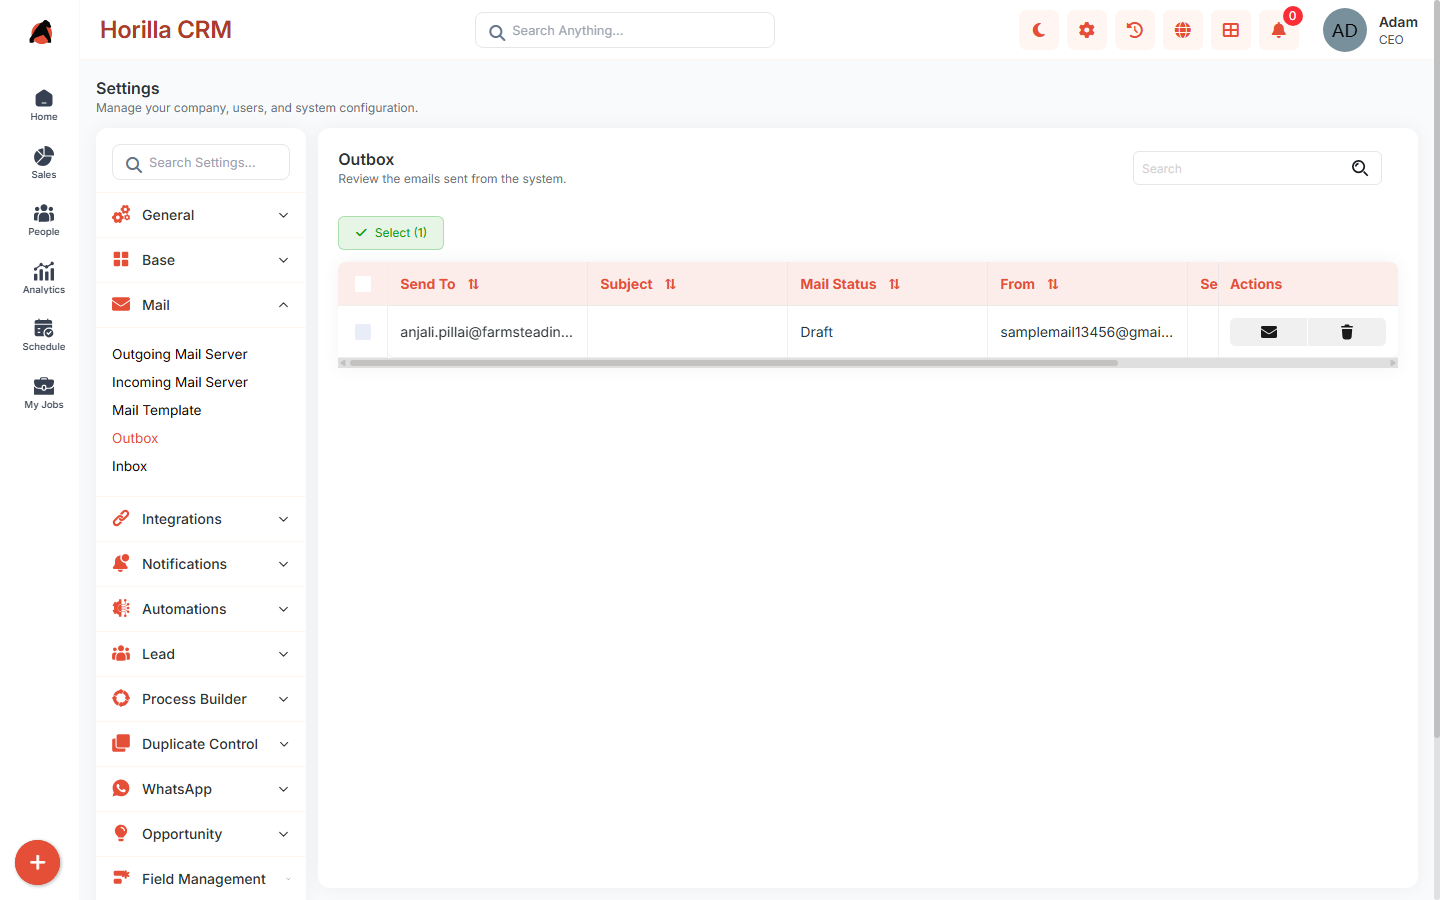 Horilla CRM
Search Anything...
0
AD
Adam
CEO
Home
Sales
People
Analytics
Schedule
My Jobs
Settings
Manage your company, users, and system configuration.
Search Settings...
General
Base
Mail
Outgoing Mail Server
Incoming Mail Server
Mail Template
Outbox
Inbox
Integrations
Notifications
Automations
Lead
Process Builder
Duplicate Control
WhatsApp
Opportunity
Field Management
Outbox
Review the emails sent from the system.
Search
Select (1)
Send To Subject Mail Status From Se Actions
anjali.pillai@farmsteadin... Draft samplemail13456@gmai...